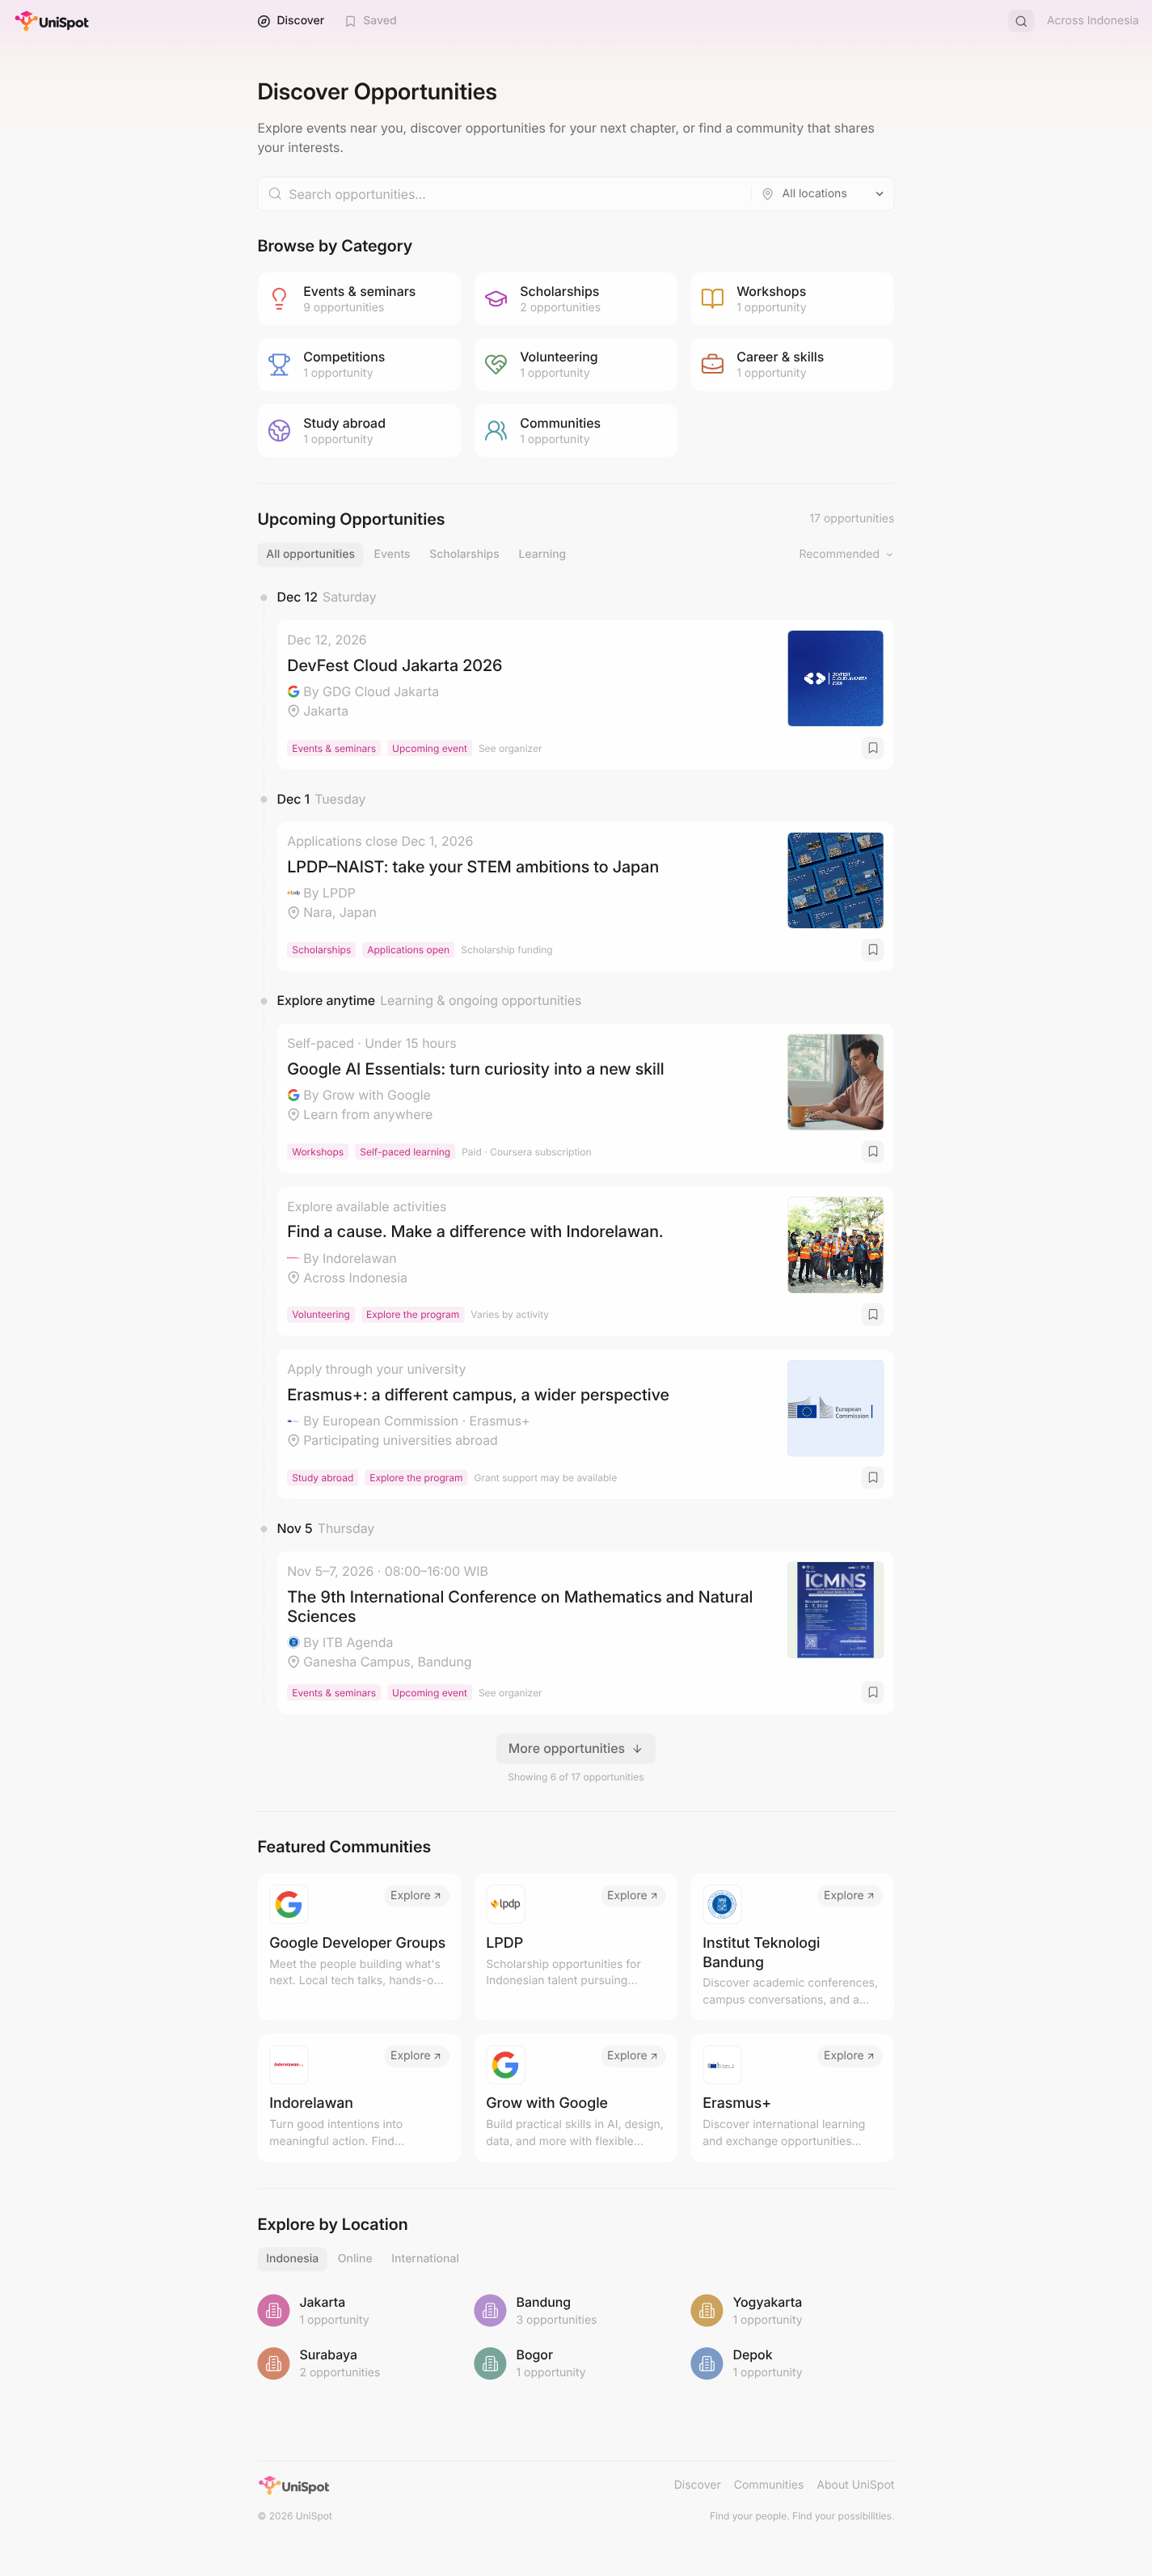 UniSpot
Discover
Saved
Across Indonesia
Discover Opportunities
Explore events near you, discover opportunities for your next chapter, or find a community that shares
your interests.
Search opportunities...
All locations
Browse by Category
Events & seminars
9 opportunities
Scholarships
2 opportunities
Workshops
1 opportunity
Competitions
1 opportunity
Volunteering
1 opportunity
Career & skills
1 opportunity
Study abroad
1 opportunity
Communities
1 opportunity
Upcoming Opportunities
17 opportunities
All opportunities
Events
Scholarships
Learning
Recommended
Dec 12 Saturday
Dec 12, 2026
DevFest Cloud Jakarta 2026
By GDG Cloud Jakarta
Jakarta
Events & seminars
Upcoming event
See organizer
DEVFEST
CLOUD JAKARTA
2026
Dec 1 Tuesday
Applications close Dec 1, 2026
LPDP–NAIST: take your STEM ambitions to Japan
By LPDP
Nara, Japan
Scholarships
Applications open
Scholarship funding
Explore anytime Learning & ongoing opportunities
Self-paced · Under 15 hours
Google AI Essentials: turn curiosity into a new skill
By Grow with Google
Learn from anywhere
Workshops
Self-paced learning
Paid · Coursera subscription
Explore available activities
Find a cause. Make a difference with Indorelawan.
By Indorelawan
Across Indonesia
Volunteering
Explore the program
Varies by activity
Apply through your university
Erasmus+: a different campus, a wider perspective
By European Commission · Erasmus+
Participating universities abroad
Study abroad
Explore the program
Grant support may be available
European
Commission
Nov 5 Thursday
Nov 5–7, 2026 · 08:00–16:00 WIB
The 9th International Conference on Mathematics and Natural
Sciences
By ITB Agenda
Ganesha Campus, Bandung
Events & seminars
Upcoming event
See organizer
ICMNS
More opportunities
Showing 6 of 17 opportunities
Featured Communities
Explore
Google Developer Groups
Meet the people building what's
next. Local tech talks, hands-o...
lpdp
Explore
LPDP
Scholarship opportunities for
Indonesian talent pursuing...
Explore
Institut Teknologi
Bandung
Discover academic conferences,
campus conversations, and a...
Explore
Indorelawan
Turn good intentions into
meaningful action. Find...
Explore
Grow with Google
Build practical skills in AI, design,
data, and more with flexible...
Explore
Erasmus+
Discover international learning
and exchange opportunities...
Explore by Location
Indonesia
Online
International
Jakarta
1 opportunity
Bandung
3 opportunities
Yogyakarta
1 opportunity
Surabaya
2 opportunities
Bogor
1 opportunity
Depok
1 opportunity
UniSpot
Discover
Communities
About UniSpot
© 2026 UniSpot
Find your people. Find your possibilities.